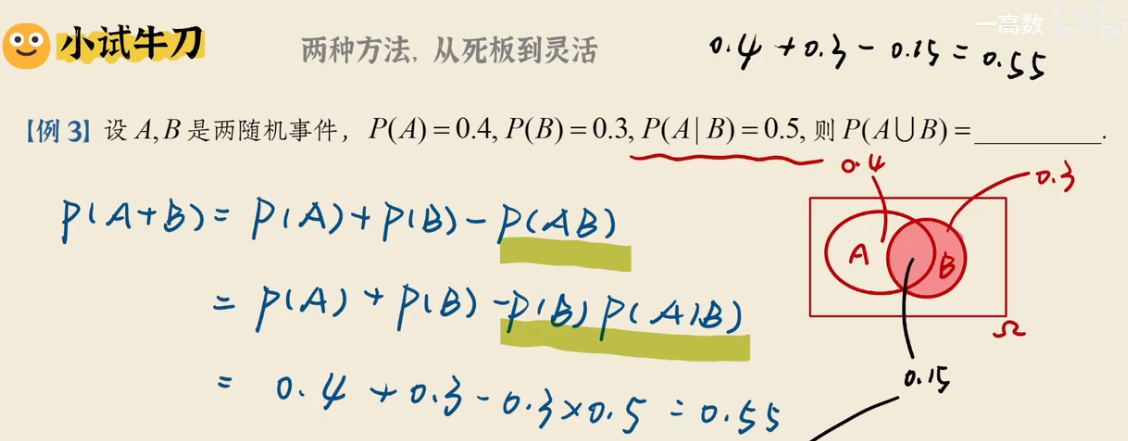 小试牛刀
两种方法, 从死板到灵活
0.4 + 0.3 - 0.15 = 0.55
一高数 bilibili
【例 3】设 A, B 是两随机事件, P(A) = 0.4, P(B) = 0.3, P(A | B) = 0.5, 则 P(A∪B) = ________.
0.4
0.3
P(A+B) = P(A) + P(B) - P(AB)
A B
= P(A) + P(B) - P(B) P(A|B)
Ω
0.15
= 0.4 + 0.3 - 0.3×0.5 = 0.55